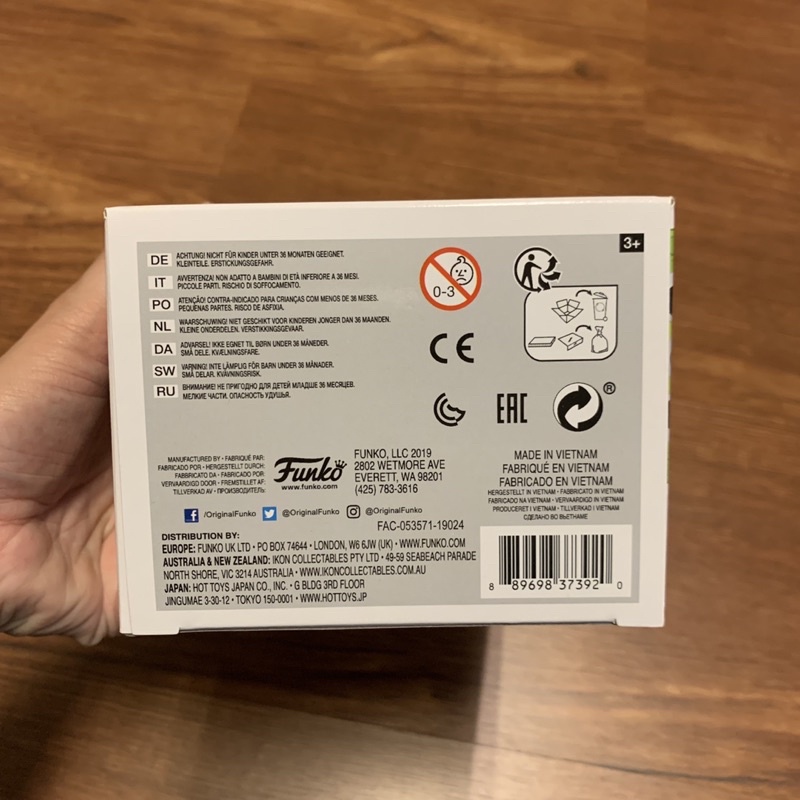 3+
DE ACHTUNG! NICHT FÜR KINDER UNTER 36 MONATEN GEEIGNET.
KLEINTEILE. ERSTICKUNGSGEFAHR.
IT AVVERTENZA! NON ADATTO A BAMBINI DI ETÀ INFERIORE A 36 MESI.
PICCOLE PARTI. RISCHIO DI SOFFOCAMENTO.
PO ATENÇÃO! CONTRA-INDICADO PARA CRIANÇAS COM MENOS DE 36 MESES.
PEQUENAS PARTES. RISCO DE ASFIXIA.
NL WAARSCHUWING! NIET GESCHIKT VOOR KINDEREN JONGER DAN 36 MAANDEN.
KLEINE ONDERDELEN. VERSTIKKINGSGEVAAR.
DA ADVARSEL! IKKE EGNET TIL BØRN UNDER 36 MÅNEDER.
SMÅ DELE. KVÆLNINGSFARE.
SW VARNING! INTE LÄMPLIG FÖR BARN UNDER 36 MÅNADER.
SMÅ DELAR. KVÄVNINGSRISK.
RU ВНИМАНИЕ! НЕ ПРИГОДНО ДЛЯ ДЕТЕЙ МЛАДШЕ 36 МЕСЯЦЕВ.
МЕЛКИЕ ЧАСТИ. ОПАСНОСТЬ УДУШЬЯ.
0-3
CE
EAC
®
MANUFACTURED BY • FABRIQUÉ PAR:
FABRICADO POR • HERGESTELLT DURCH:
FABBRICATO DA • FABRICADO POR
VERVAARDIGD DOOR • FREMSTILLET AF:
TILLVERKAD AV • ПРОИЗВОДИТЕЛЬ:
Funko
www.funko.com
FUNKO, LLC 2019
2802 WETMORE AVE
EVERETT, WA 98201
(425) 783-3616
MADE IN VIETNAM
FABRIQUÉ EN VIETNAM
FABRICADO EN VIETNAM
HERGESTELLT IN VIETNAM • FABBRICATO IN VIETNAM
FABRICADO NA VIETNAM • VERVAARDIGD IN VIETNAM
PRODUCERET I VIETNAM • TILLVERKAD I VIETNAM
СДЕЛАНО ВО ВЬЕТНАМЕ
/OriginalFunko @OriginalFunko @OriginalFunko
FAC-053571-19024
DISTRIBUTION BY:
EUROPE: FUNKO UK LTD • PO BOX 74644 • LONDON, W6 6JW (UK) • WWW.FUNKO.COM
AUSTRALIA & NEW ZEALAND: IKON COLLECTABLES PTY LTD • 49-59 SEABEACH PARADE
NORTH SHORE, VIC 3214 AUSTRALIA • WWW.IKONCOLLECTABLES.COM.AU
JAPAN: HOT TOYS JAPAN CO., INC. • G BLDG 3RD FLOOR
JINGUMAE 3-30-12 • TOKYO 150-0001 • WWW.HOTTOYS.JP
8 89698 37392 0